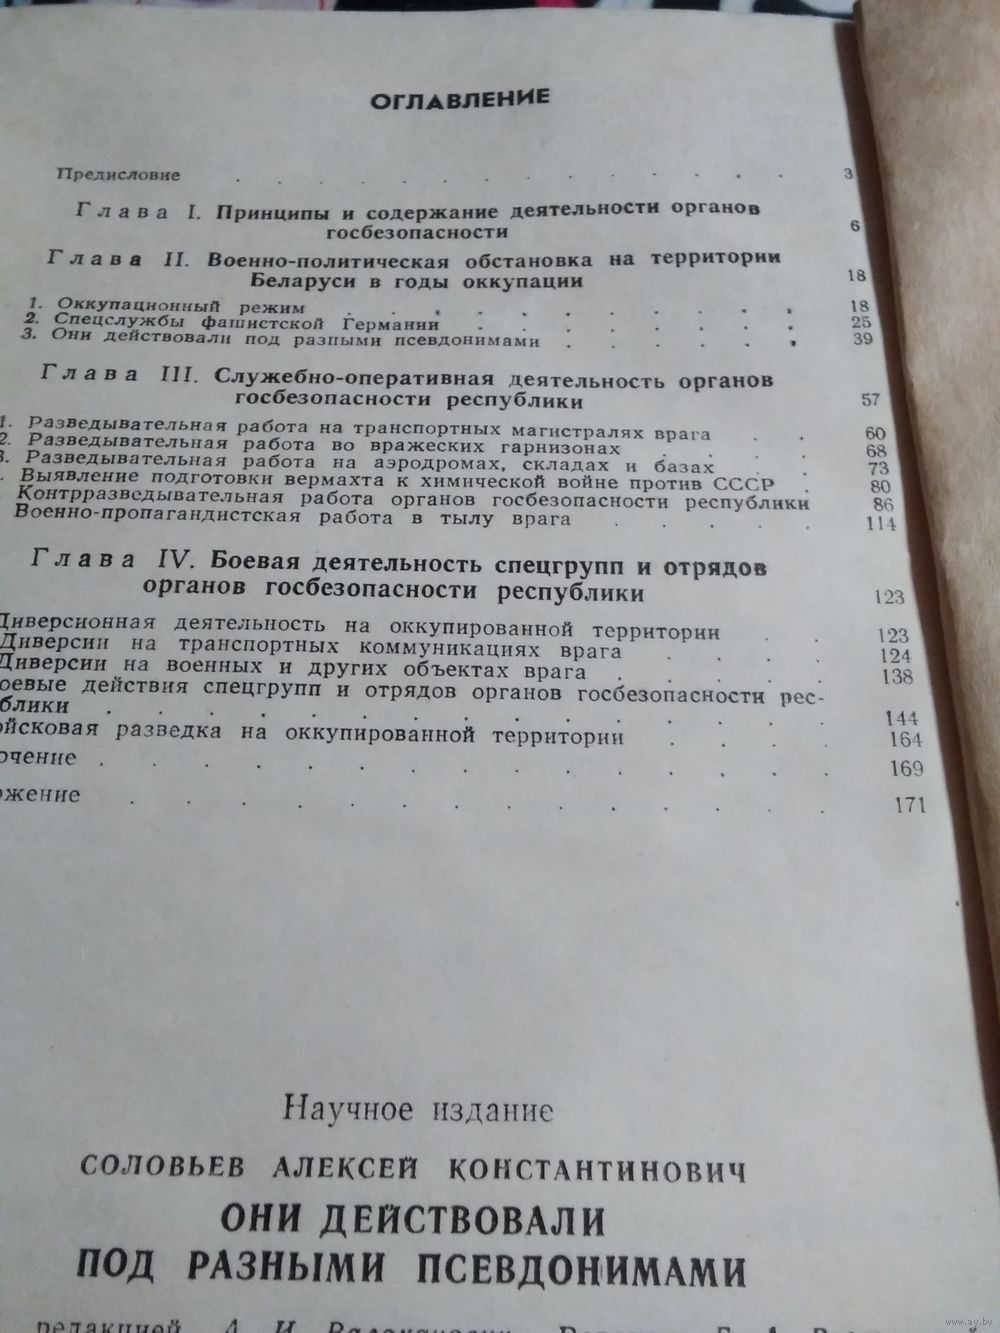 ОГЛАВЛЕНИЕ
Предисловие . . . . . . . . . . . . 3
Глава I. Принципы и содержание деятельности органов
госбезопасности 6
Глава II. Военно-политическая обстановка на территории
Беларуси в годы оккупации 18
1. Оккупационный режим . . . . . . . . . . 18
2. Спецслужбы фашистской Германии . . . . . . . 25
3. Они действовали под разными псевдонимами . . . . . 39
Глава III. Служебно-оперативная деятельность органов
госбезопасности республики 57
1. Разведывательная работа на транспортных магистралях врага . . 60
2. Разведывательная работа во вражеских гарнизонах . . . . 68
3. Разведывательная работа на аэродромах, складах и базах . . 73
. Выявление подготовки вермахта к химической войне против СССР . 80
Контрразведывательная работа органов госбезопасности республики 86
Военно-пропагандистская работа в тылу врага . . . . . 114
Глава IV. Боевая деятельность спецгрупп и отрядов
органов госбезопасности республики 123
Диверсионная деятельность на оккупированной территории . . 123
Диверсии на транспортных коммуникациях врага . . . . 124
Диверсии на военных и других объектах врага . . . . . 138
оевые действия спецгрупп и отрядов органов госбезопасности рес-
блики . . . . . . . . . . . . . . 144
ойсковая разведка на оккупированной территории . . . . 164
ючение . . . . . . . . . . . . . 169
ожение . . . . . . . . . . . 171
Научное издание
СОЛОВЬЕВ АЛЕКСЕЙ КОНСТАНТИНОВИЧ
ОНИ ДЕЙСТВОВАЛИ
ПОД РАЗНЫМИ ПСЕВДОНИМАМИ
редакцией А. И.
www.ay.by